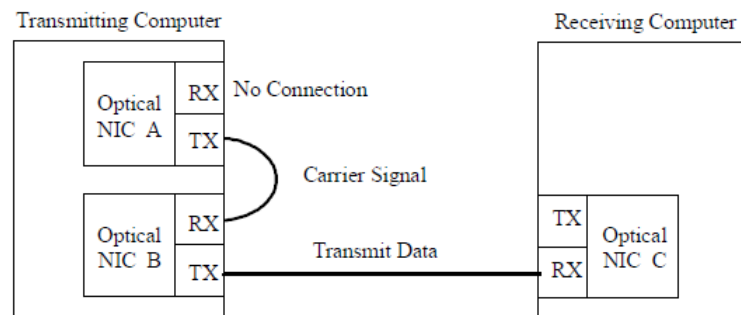 Transmitting Computer
Receiving Computer
Optical
NIC A
RX
No Connection
TX
Carrier Signal
Optical
NIC B
RX
TX
Transmit Data
TX
RX
Optical
NIC C